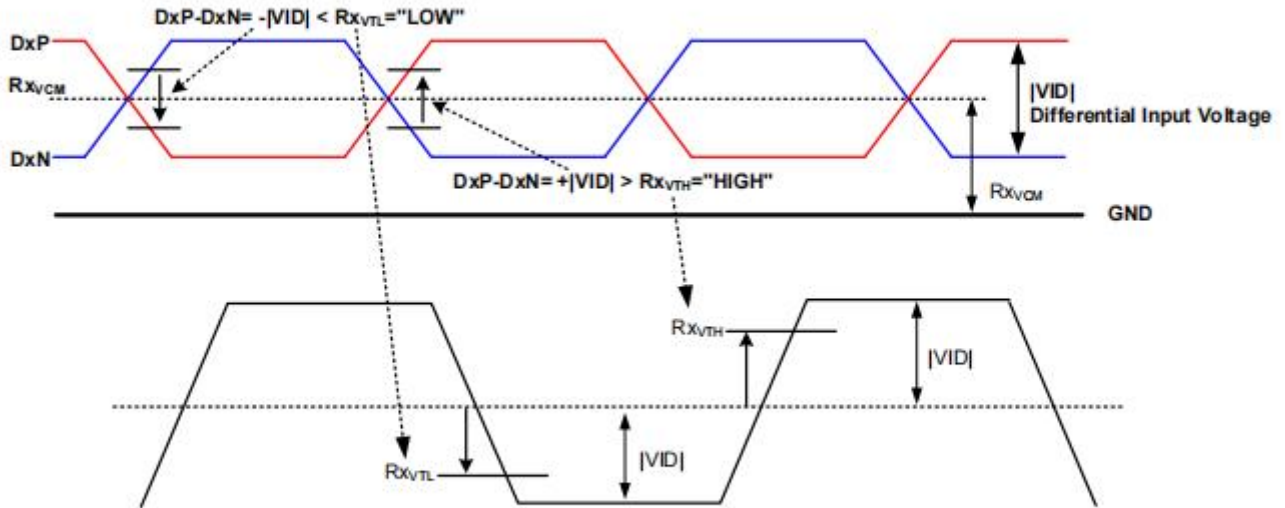 DxP-DxN= -|VID| < RxVTL="LOW"
DxP
RxVCM
|VID|
Differential Input Voltage
DxN
DxP-DxN= +|VID| > RxVTH="HIGH"
RxVCM
GND
RxVTH
|VID|
|VID|
RxVTL